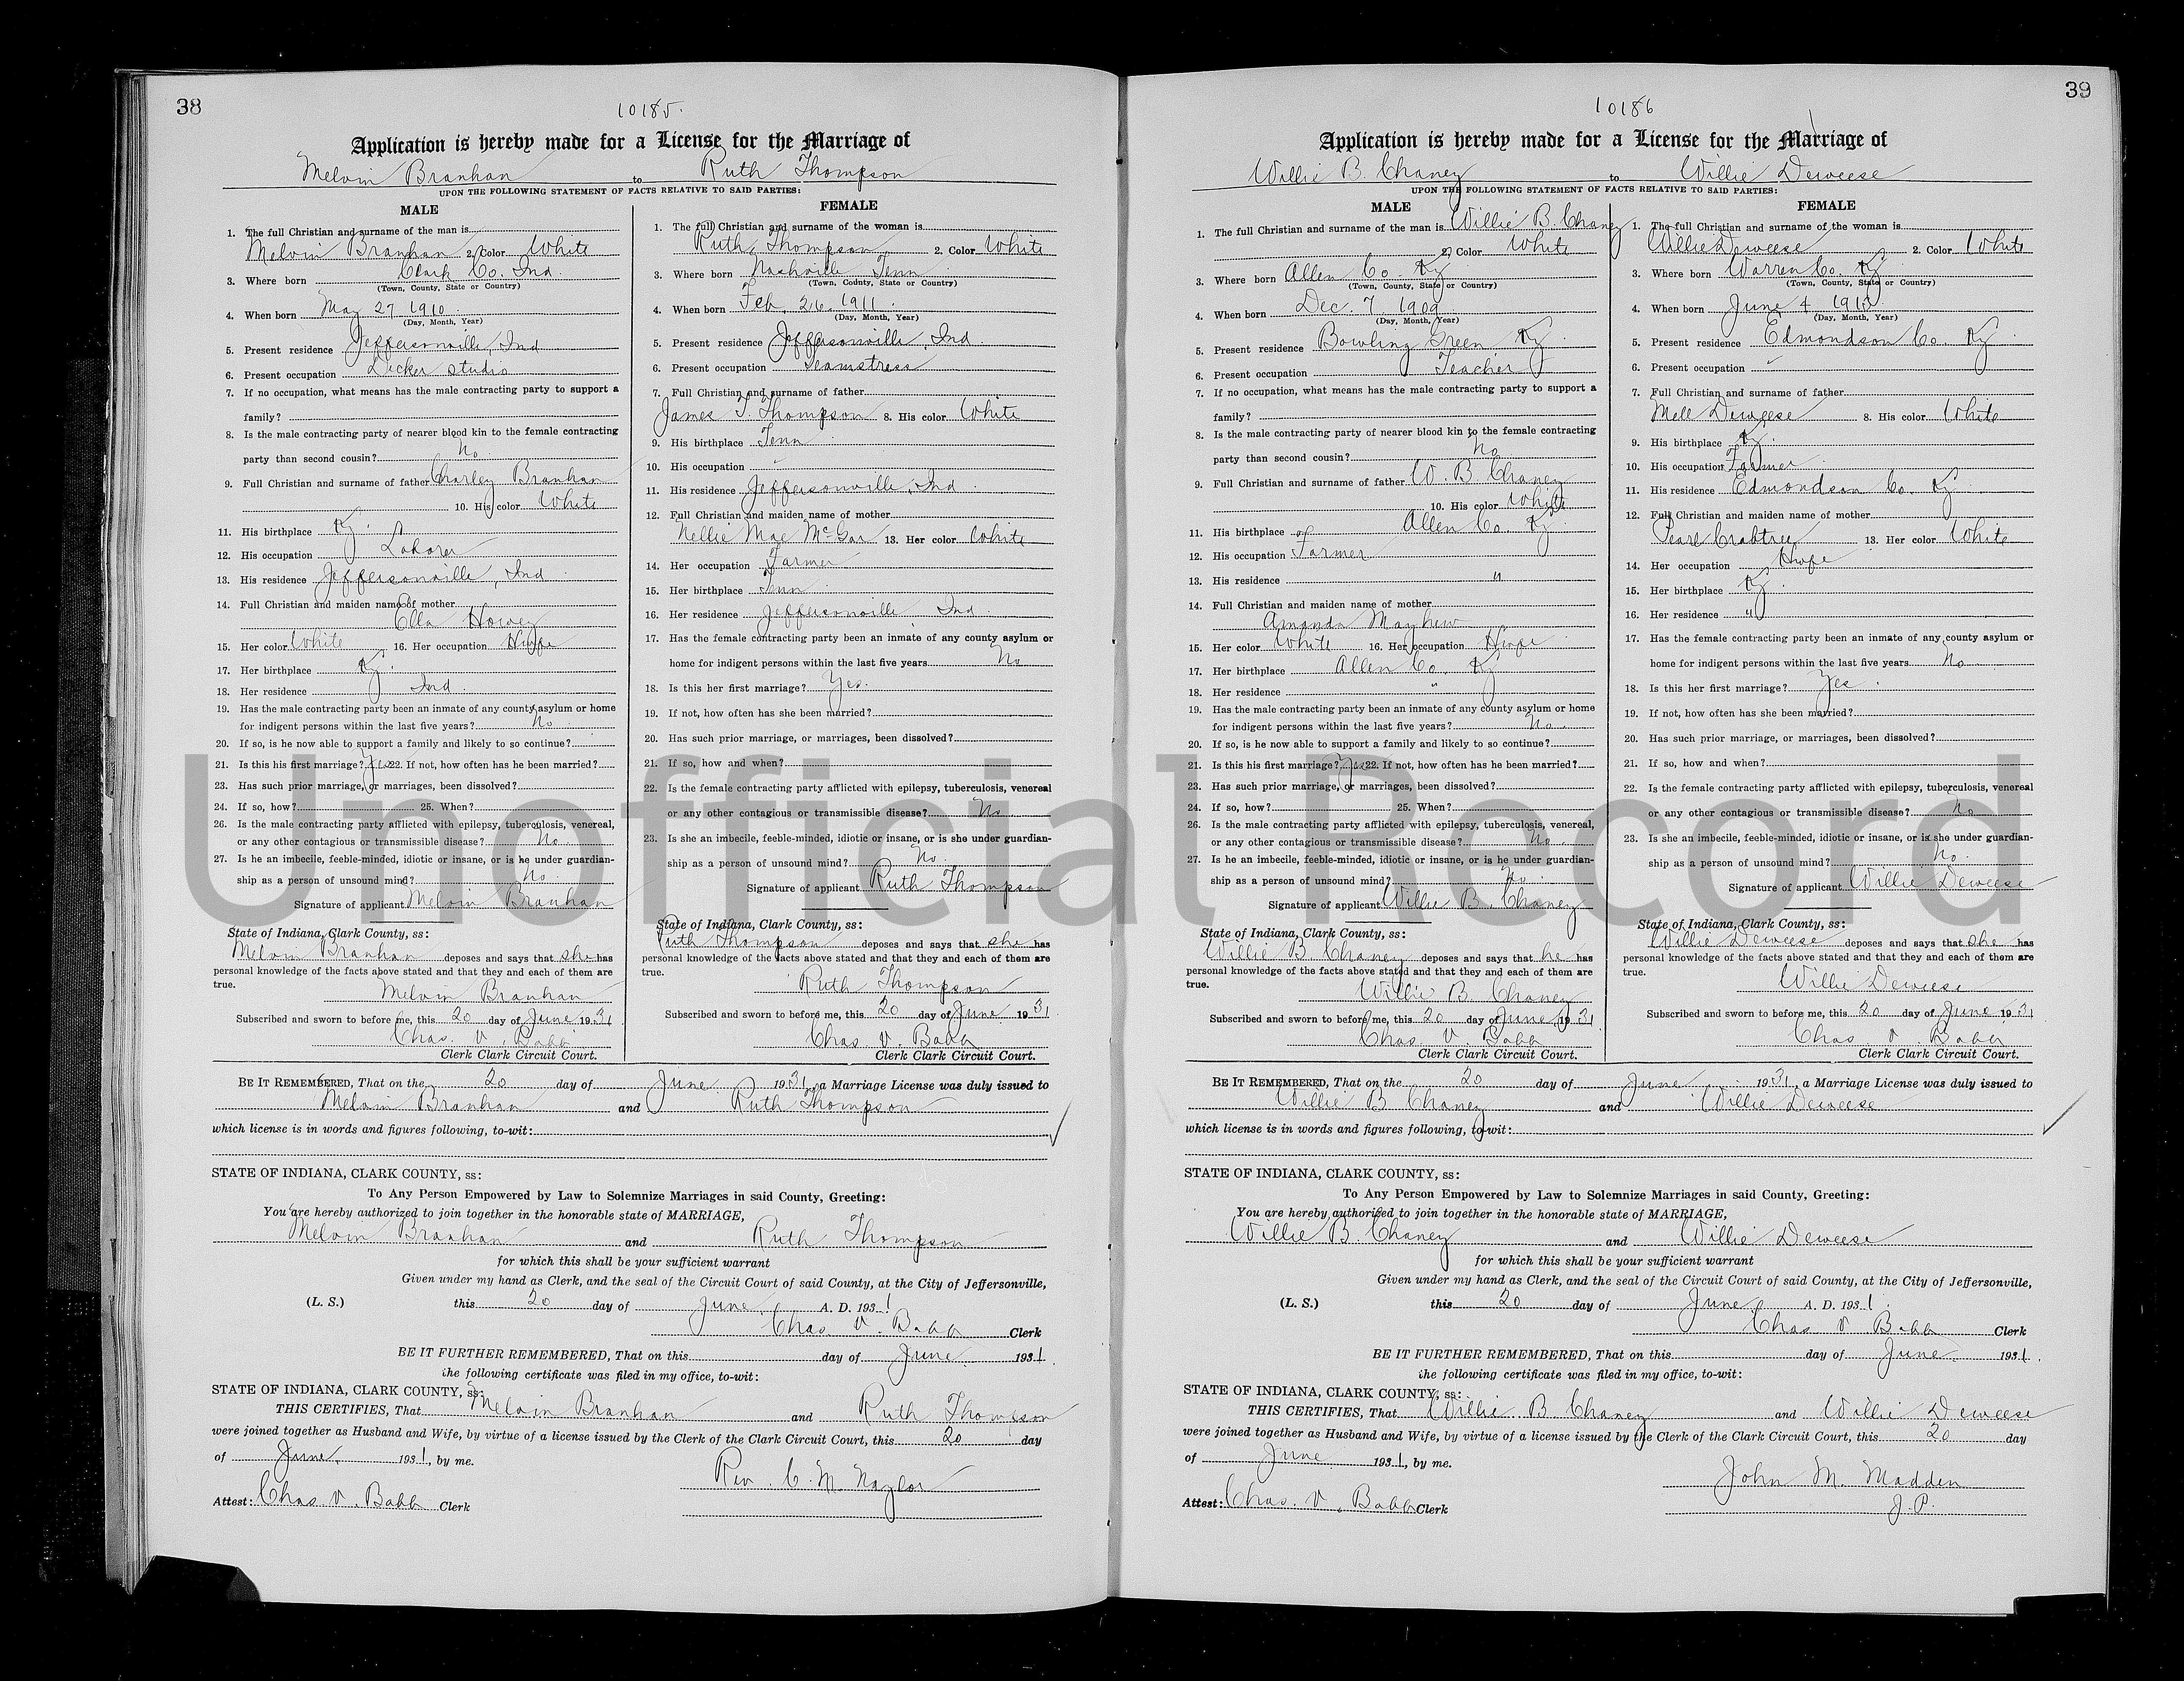 38
10185.
Application is hereby made for a License for the Marriage of
Melvin Branhan to Ruth Thompson
UPON THE FOLLOWING STATEMENT OF FACTS RELATIVE TO SAID PARTIES:
MALE
1. The full Christian and surname of the man is
Melvin Branhan 2. Color White
3. Where born Clark Co. Ind.
(Town, County, State or Country)
4. When born May 27 1910
(Day, Month, Year)
5. Present residence Jeffersonville, Ind
6. Present occupation Decker studio
7. If no occupation, what means has the male contracting party to support a
family?
8. Is the male contracting party of nearer blood kin to the female contracting
party than second cousin? No
9. Full Christian and surname of father Charley Branhan
10. His color White
11. His birthplace Ky.
12. His occupation Laborer
13. His residence Jeffersonville, Ind
14. Full Christian and maiden name of mother
Ella
15. Her color White 16. Her occupation
17. Her birthplace Ky.
18. Her residence Ind.
19. Has the male contracting party been an inmate of any county asylum or home
for indigent persons within the last five years? No
20. If so, is he now able to support a family and likely to so continue?
21. Is this his first marriage? Yes 22. If not, how often has he been married?
23. Has such prior marriage, or marriages, been dissolved?
24. If so, how? 25. When?
26. Is the male contracting party afflicted with epilepsy, tuberculosis, venereal,
or any other contagious or transmissible disease? No.
27. Is he an imbecile, feeble-minded, idiotic or insane, or is he under guardian-
ship as a person of unsound mind? No.
Signature of applicant Melvin Branhan
State of Indiana, Clark County, ss:
Melvin Branhan deposes and says that she has
personal knowledge of the facts above stated and that they and each of them are
true.
Melvin Branhan
Subscribed and sworn to before me, this 20 day of June 1931
Chas. V. Babb
Clerk Clark Circuit Court.
FEMALE
1. The full Christian and surname of the woman is
Ruth Thompson 2. Color White
3. Where born Nashville Tenn
(Town, County, State or Country)
4. When born Feb. 26. 1911.
(Day, Month, Year)
5. Present residence Jeffersonville, Ind.
6. Present occupation Seamstress
7. Full Christian and surname of father
James T. Thompson 8. His color White
9. His birthplace Tenn
10. His occupation "
11. His residence Jeffersonville, Ind.
12. Full Christian and maiden name of mother
Nellie Mae 13. Her color White
14. Her occupation Farmer
15. Her birthplace Tenn
16. Her residence Jeffersonville Ind.
17. Has the female contracting party been an inmate of any county asylum or
home for indigent persons within the last five years No
18. Is this her first marriage? Yes.
19. If not, how often has she been married?
20. Has such prior marriage, or marriages, been dissolved?
21. If so, how and when?
22. Is the female contracting party afflicted with epilepsy, tuberculosis, venereal
or any other contagious or transmissible disease? No
23. Is she an imbecile, feeble-minded, idiotic or insane, or is she under guardian-
ship as a person of unsound mind? No
Signature of applicant Ruth Thompson
State of Indiana, Clark County, ss:
Ruth Thompson deposes and says that she has
personal knowledge of the facts above stated and that they and each of them are
true.
Ruth Thompson
Subscribed and sworn to before me, this 20 day of June 1931.
Chas. V. Babb
Clerk Clark Circuit Court.
BE IT REMEMBERED, That on the 20 day of June 1931, a Marriage License was duly issued to
Melvin Branhan and Ruth Thompson
which license is in words and figures following, to-wit:
STATE OF INDIANA, CLARK COUNTY, ss:
To Any Person Empowered by Law to Solemnize Marriages in said County, Greeting:
You are hereby authorized to join together in the honorable state of MARRIAGE,
Melvin Branhan and Ruth Thompson
for which this shall be your sufficient warrant
Given under my hand as Clerk, and the seal of the Circuit Court of said County, at the City of Jeffersonville,
(L. S.) this 20 day of June A. D. 1931
Chas. V. Babb Clerk
BE IT FURTHER REMEMBERED, That on this day of June 1931.
the following certificate was filed in my office, to-wit:
STATE OF INDIANA, CLARK COUNTY, ss:
THIS CERTIFIES, That Melvin Branhan and Ruth Thompson
were joined together as Husband and Wife, by virtue of a license issued by the Clerk of the Clark Circuit Court, this 20 day
of June, 1931, by me.
Rev. C. M. Naylor
Attest: Chas. V. Babb Clerk
39
10186
Application is hereby made for a License for the Marriage of
Willie B. Chaney to Willie Deweese
UPON THE FOLLOWING STATEMENT OF FACTS RELATIVE TO SAID PARTIES:
MALE
1. The full Christian and surname of the man is Willie B. Chaney
2. Color White
3. Where born Allen Co. Ky
(Town, County, State or Country)
4. When born Dec. 7. 1909
(Day, Month, Year)
5. Present residence Bowling Green Ky.
6. Present occupation Teacher
7. If no occupation, what means has the male contracting party to support a
family?
8. Is the male contracting party of nearer blood kin to the female contracting
party than second cousin? No
9. Full Christian and surname of father W. B. Chaney
10. His color White
11. His birthplace Allen Co. Ky.
12. His occupation Farmer
13. His residence "
14. Full Christian and maiden name of mother
Amanda Mayhew
15. Her color White 16. Her occupation
17. Her birthplace Allen Co. Ky
18. Her residence "
19. Has the male contracting party been an inmate of any county asylum or home
for indigent persons within the last five years? No.
20. If so, is he now able to support a family and likely to so continue?
21. Is this his first marriage? Yes 22. If not, how often has he been married?
23. Has such prior marriage, or marriages, been dissolved?
24. If so, how? 25. When?
26. Is the male contracting party afflicted with epilepsy, tuberculosis, venereal,
or any other contagious or transmissible disease? No.
27. Is he an imbecile, feeble-minded, idiotic or insane, or is he under guardian-
ship as a person of unsound mind? No.
Signature of applicant Willie B. Chaney
State of Indiana, Clark County, ss:
Willie B. Chaney deposes and says that he has
personal knowledge of the facts above stated and that they and each of them are
true.
Willie B. Chaney
Subscribed and sworn to before me, this 20 day of June, 1931
Chas V. Babb
Clerk Clark Circuit Court.
FEMALE
1. The full Christian and surname of the woman is
Willie Deweese 2. Color White
3. Where born Warren Co. Ky
(Town, County, State or Country)
4. When born June 4
(Day, Month, Year)
5. Present residence Edmondson Co. Ky
6. Present occupation
7. Full Christian and surname of father
Mell Deweese 8. His color White
9. His birthplace Ky.
10. His occupation Farmer
11. His residence Edmondson Co. Ky.
12. Full Christian and maiden name of mother
Pearl Crabtree 13. Her color White
14. Her occupation
15. Her birthplace Ky.
16. Her residence "
17. Has the female contracting party been an inmate of any county asylum or
home for indigent persons within the last five years No
18. Is this her first marriage? Yes.
19. If not, how often has she been married?
20. Has such prior marriage, or marriages, been dissolved?
21. If so, how and when?
22. Is the female contracting party afflicted with epilepsy, tuberculosis, venereal
or any other contagious or transmissible disease? No
23. Is she an imbecile, feeble-minded, idiotic or insane, or is she under guardian-
ship as a person of unsound mind? No.
Signature of applicant Willie Deweese
State of Indiana, Clark County, ss:
Willie Deweese deposes and says that she has
personal knowledge of the facts above stated and that they and each of them are
true.
Willie Deweese
Subscribed and sworn to before me, this 20 day of June 1931
Chas V Babb
Clerk Clark Circuit Court.
BE IT REMEMBERED, That on the 20 day of June 1931, a Marriage License was duly issued to
Willie B Chaney and Willie Deweese
which license is in words and figures following, to-wit:
STATE OF INDIANA, CLARK COUNTY, ss:
To Any Person Empowered by Law to Solemnize Marriages in said County, Greeting:
You are hereby authorized to join together in the honorable state of MARRIAGE,
Willie B. Chaney and Willie Deweese
for which this shall be your sufficient warrant
Given under my hand as Clerk, and the seal of the Circuit Court of said County, at the City of Jeffersonville,
(L. S.) this 20 day of June A. D. 1931.
Chas V Babb Clerk
BE IT FURTHER REMEMBERED, That on this day of June 1931.
the following certificate was filed in my office, to-wit:
STATE OF INDIANA, CLARK COUNTY, ss:
THIS CERTIFIES, That Willie B Chaney and Willie Deweese
were joined together as Husband and Wife, by virtue of a license issued by the Clerk of the Clark Circuit Court, this 20 day
of June 1931, by me.
John M. Madden
J. P.
Attest: Chas. V. Babb Clerk
Unofficial Record